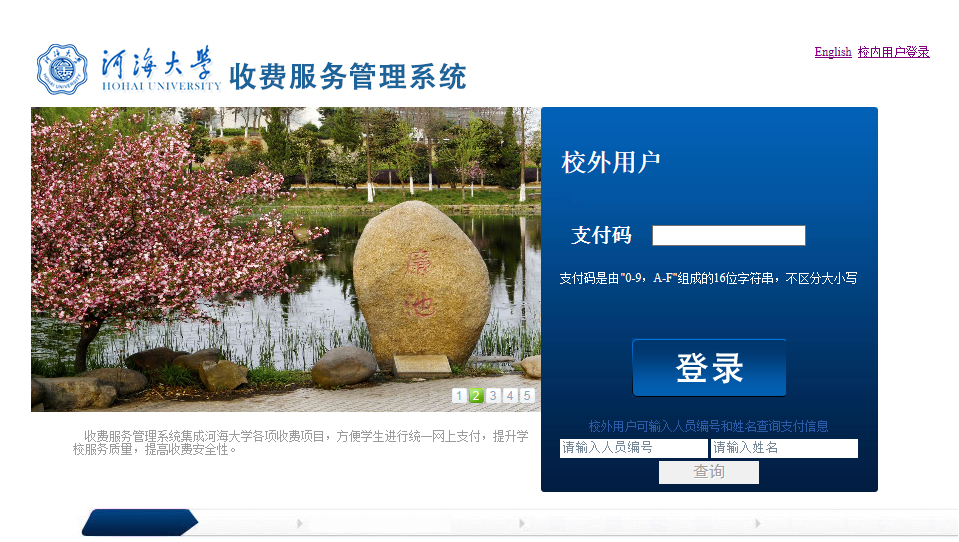 English 校内用户登录
河海大学
HOHAI UNIVERSITY
收费服务管理系统
校外用户
支付码
支付码是由"0-9，A-F"组成的16位字符串，不区分大小写
登录
1 2 3 4 5
校外用户可输入人员编号和姓名查询支付信息
请输入人员编号 请输入姓名
查询
收费服务管理系统集成河海大学各项收费项目，方便学生进行统一网上支付，提升学
校服务质量，提高收费安全性。